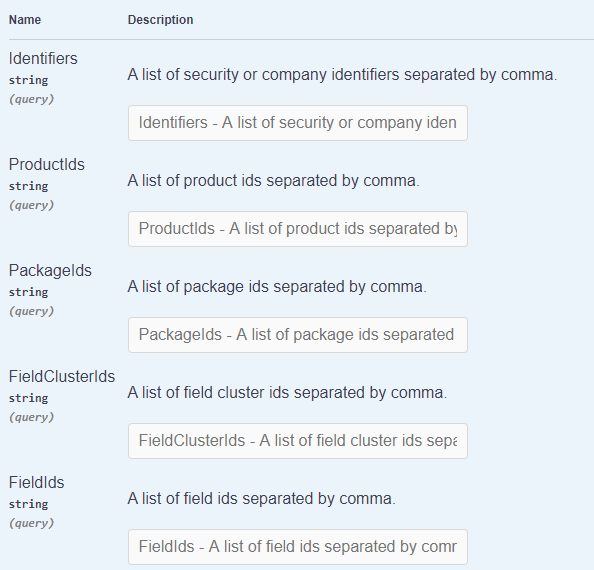 Name Description
Identifiers
string
(query)
A list of security or company identifiers separated by comma.
Identifiers - A list of security or company iden
ProductIds
string
(query)
A list of product ids separated by comma.
ProductIds - A list of product ids separated by
PackageIds
string
(query)
A list of package ids separated by comma.
PackageIds - A list of package ids separated
FieldClusterIds
string
(query)
A list of field cluster ids separated by comma.
FieldClusterIds - A list of field cluster ids sepa
FieldIds
string
(query)
A list of field ids separated by comma.
FieldIds - A list of field ids separated by comr